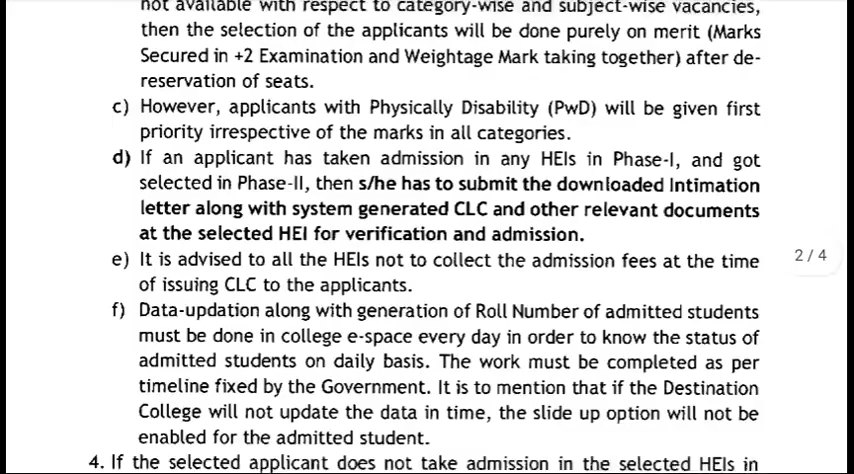 not available with respect to category-wise and subject-wise vacancies,
then the selection of the applicants will be done purely on merit (Marks
Secured in +2 Examination and Weightage Mark taking together) after de-
reservation of seats.
c) However, applicants with Physically Disability (PwD) will be given first
priority irrespective of the marks in all categories.
d) If an applicant has taken admission in any HEIs in Phase-I, and got
selected in Phase-II, then s/he has to submit the downloaded Intimation
letter along with system generated CLC and other relevant documents
at the selected HEI for verification and admission.
e) It is advised to all the HEIs not to collect the admission fees at the time
of issuing CLC to the applicants.
f) Data-updation along with generation of Roll Number of admitted students
must be done in college e-space every day in order to know the status of
admitted students on daily basis. The work must be completed as per
timeline fixed by the Government. It is to mention that if the Destination
College will not update the data in time, the slide up option will not be
enabled for the admitted student.
4. If the selected applicant does not take admission in the selected HEIs in
2/4